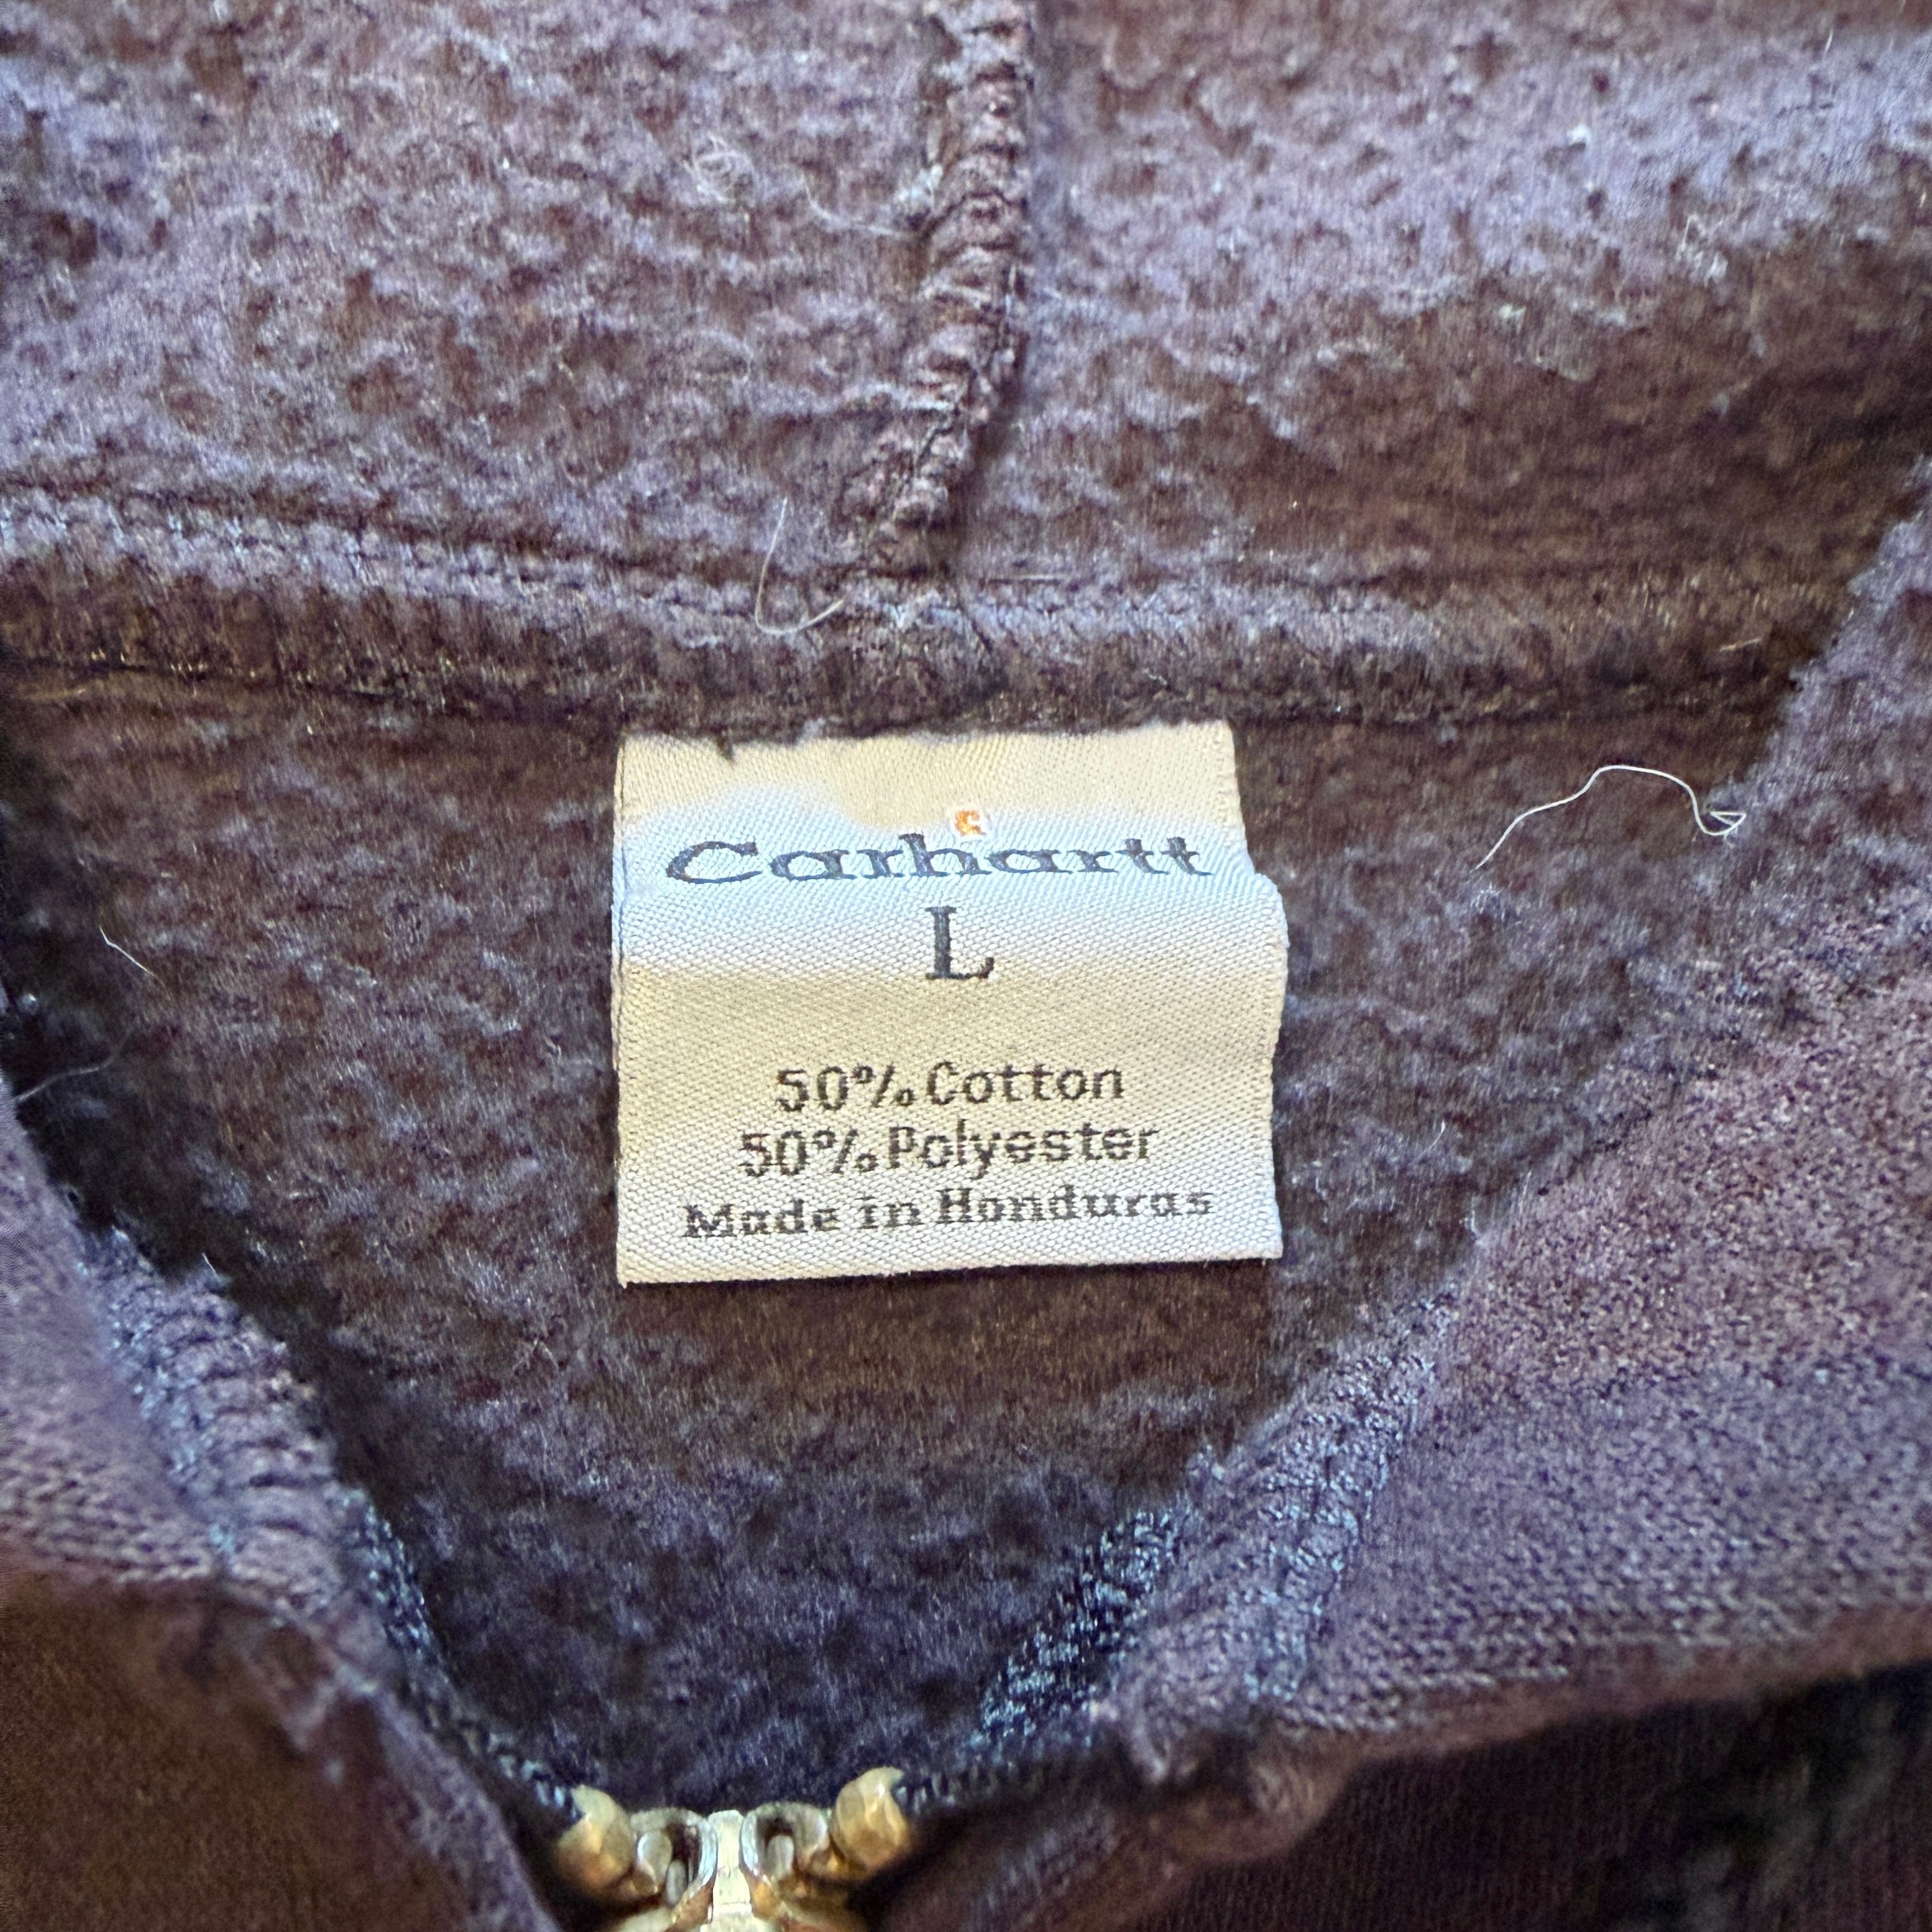 Carhartt
L
50% Cotton
50% Polyester
Made in Honduras